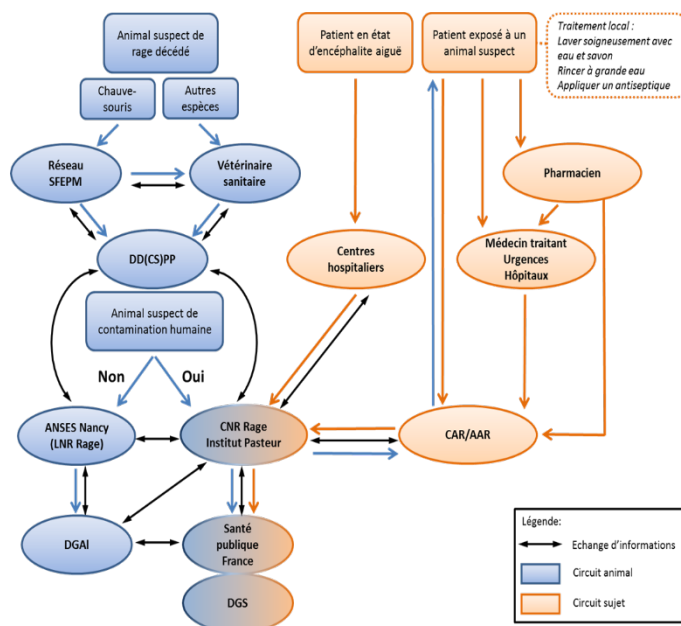 Animal suspect de
rage décédé
Patient en état
d'encéphalite aiguë
Patient exposé à un
animal suspect
Traitement local :
Laver soigneusement avec
eau et savon
Rincer à grande eau
Appliquer un antiseptique
Chauve-
souris
Autres
espèces
Réseau
SFEPM
Vétérinaire
sanitaire
Pharmacien
DD(CS)PP
Centres
hospitaliers
Médecin traitant
Urgences
Hôpitaux
Animal suspect de
contamination humaine
Non
Oui
ANSES Nancy
(LNR Rage)
CNR Rage
Institut Pasteur
CAR/AAR
DGAl
Santé
publique
France
DGS
Légende:
Echange d'informations
Circuit animal
Circuit sujet